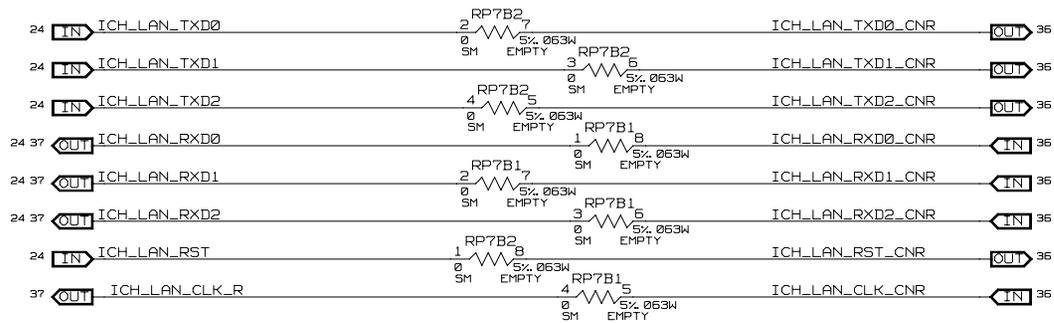 RP7B2
24 IN ICH_LAN_TXD0 2 7 ICH_LAN_TXD0_CNR OUT 36
0 5%.063W
SM EMPTY
RP7B2
24 IN ICH_LAN_TXD1 3 6 ICH_LAN_TXD1_CNR OUT 36
0 5%.063W
SM EMPTY
RP7B2
24 IN ICH_LAN_TXD2 4 5 ICH_LAN_TXD2_CNR OUT 36
0 5%.063W
SM EMPTY
RP7B1
24 37 OUT ICH_LAN_RXD0 1 8 ICH_LAN_RXD0_CNR IN 36
0 5%.063W
SM EMPTY
RP7B1
24 37 OUT ICH_LAN_RXD1 2 7 ICH_LAN_RXD1_CNR IN 36
0 5%.063W
SM EMPTY
RP7B1
24 37 OUT ICH_LAN_RXD2 3 6 ICH_LAN_RXD2_CNR IN 36
0 5%.063W
SM EMPTY
RP7B2
24 IN ICH_LAN_RST 1 8 ICH_LAN_RST_CNR OUT 36
0 5%.063W
SM EMPTY
RP7B1
37 OUT ICH_LAN_CLK_R 4 5 ICH_LAN_CLK_CNR IN 36
0 5%.063W
SM EMPTY